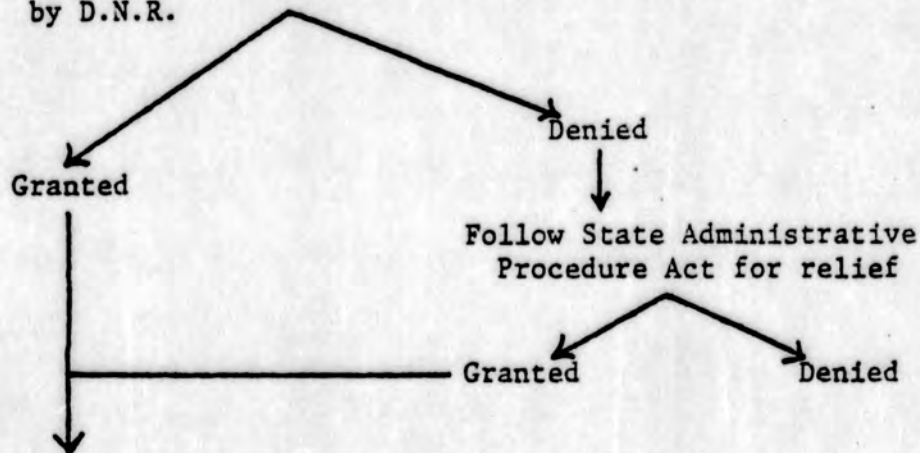 by D.N.R.
Denied
Granted
Follow State Administrative
Procedure Act for relief
Granted Denied